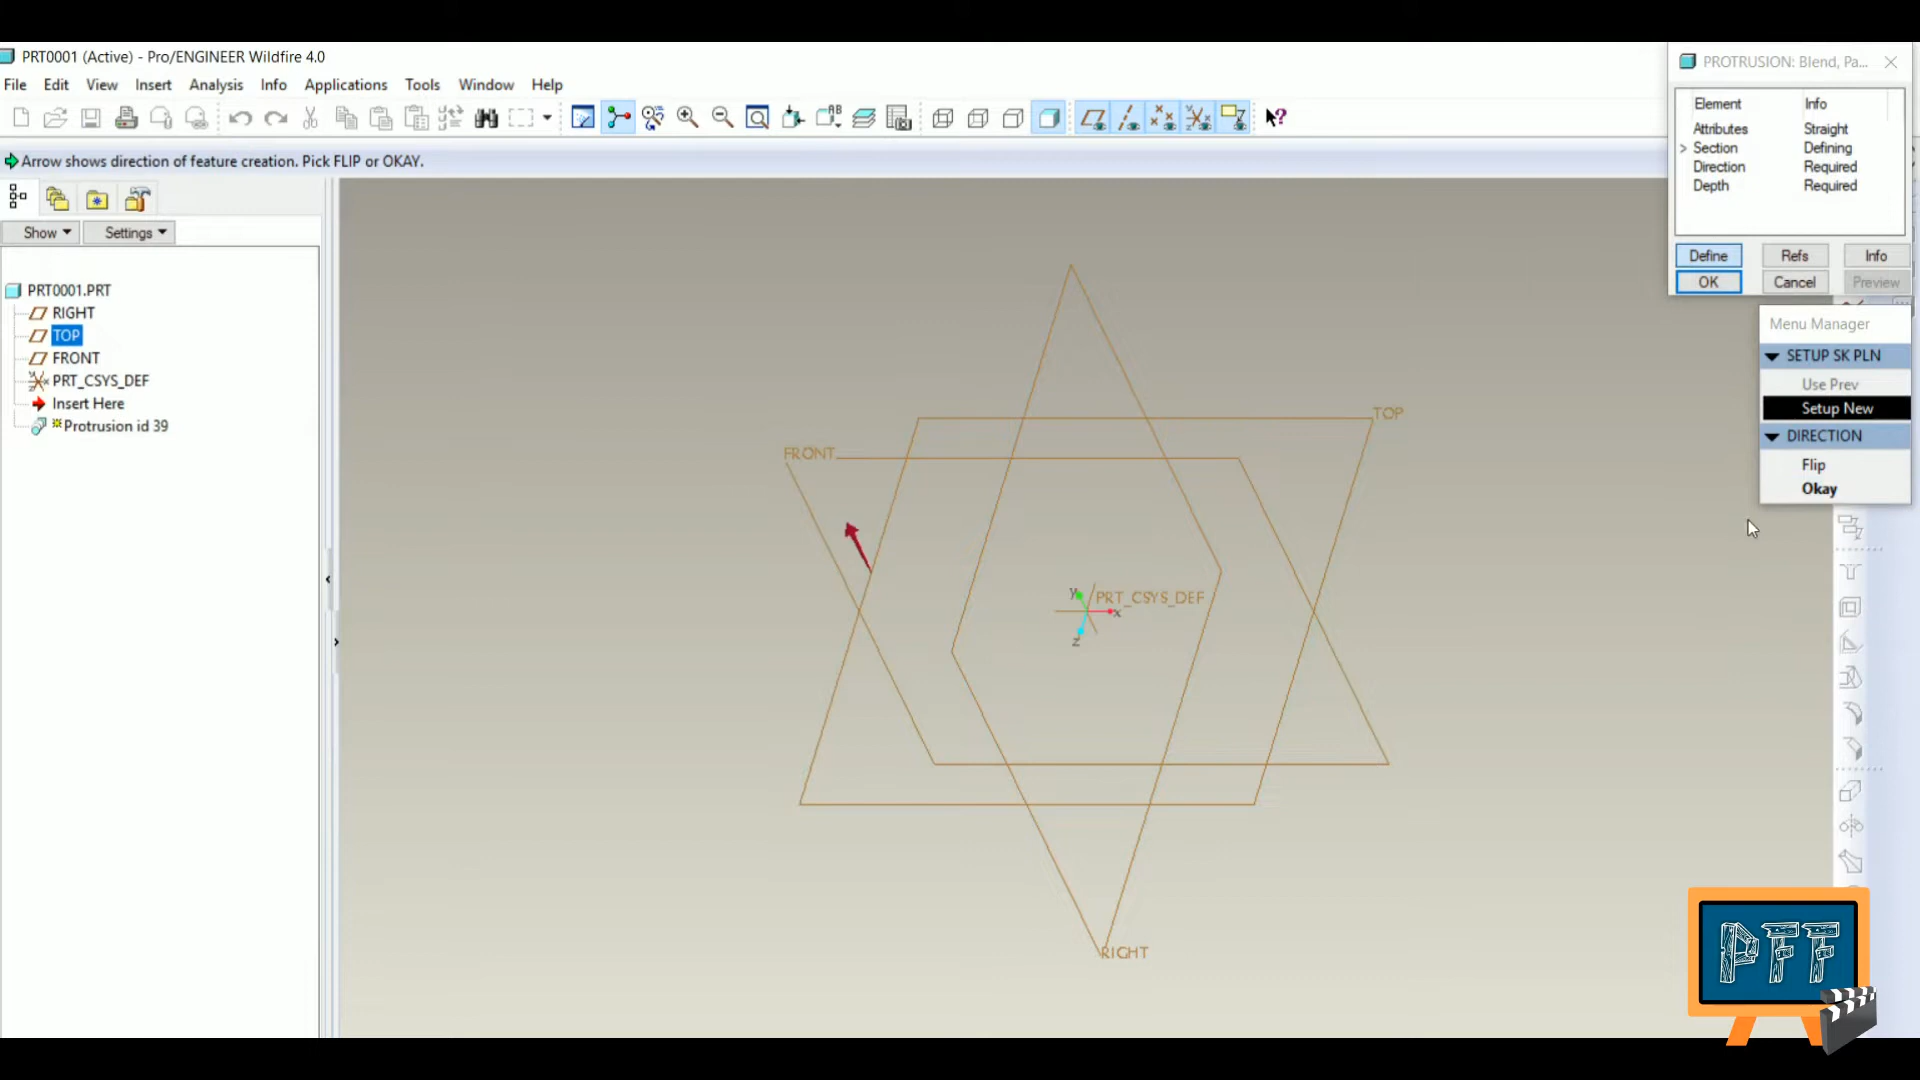 PRT0001 (Active) - Pro/ENGINEER Wildfire 4.0
File Edit View Insert Analysis Info Applications Tools Window Help
Arrow shows direction of feature creation. Pick FLIP or OKAY.
Show Settings
PRT0001.PRT
RIGHT
TOP
FRONT
PRT_CSYS_DEF
Insert Here
Protrusion id 39
TOP
FRONT
Y
PRT_CSYS_DEF
X
Z
RIGHT
PROTRUSION: Blend, Pa...
Element Info
Attributes Straight
> Section Defining
Direction Required
Depth Required
Define Refs Info
OK Cancel Preview
Menu Manager
SETUP SK PLN
Use Prev
Setup New
DIRECTION
Flip
Okay
PFF